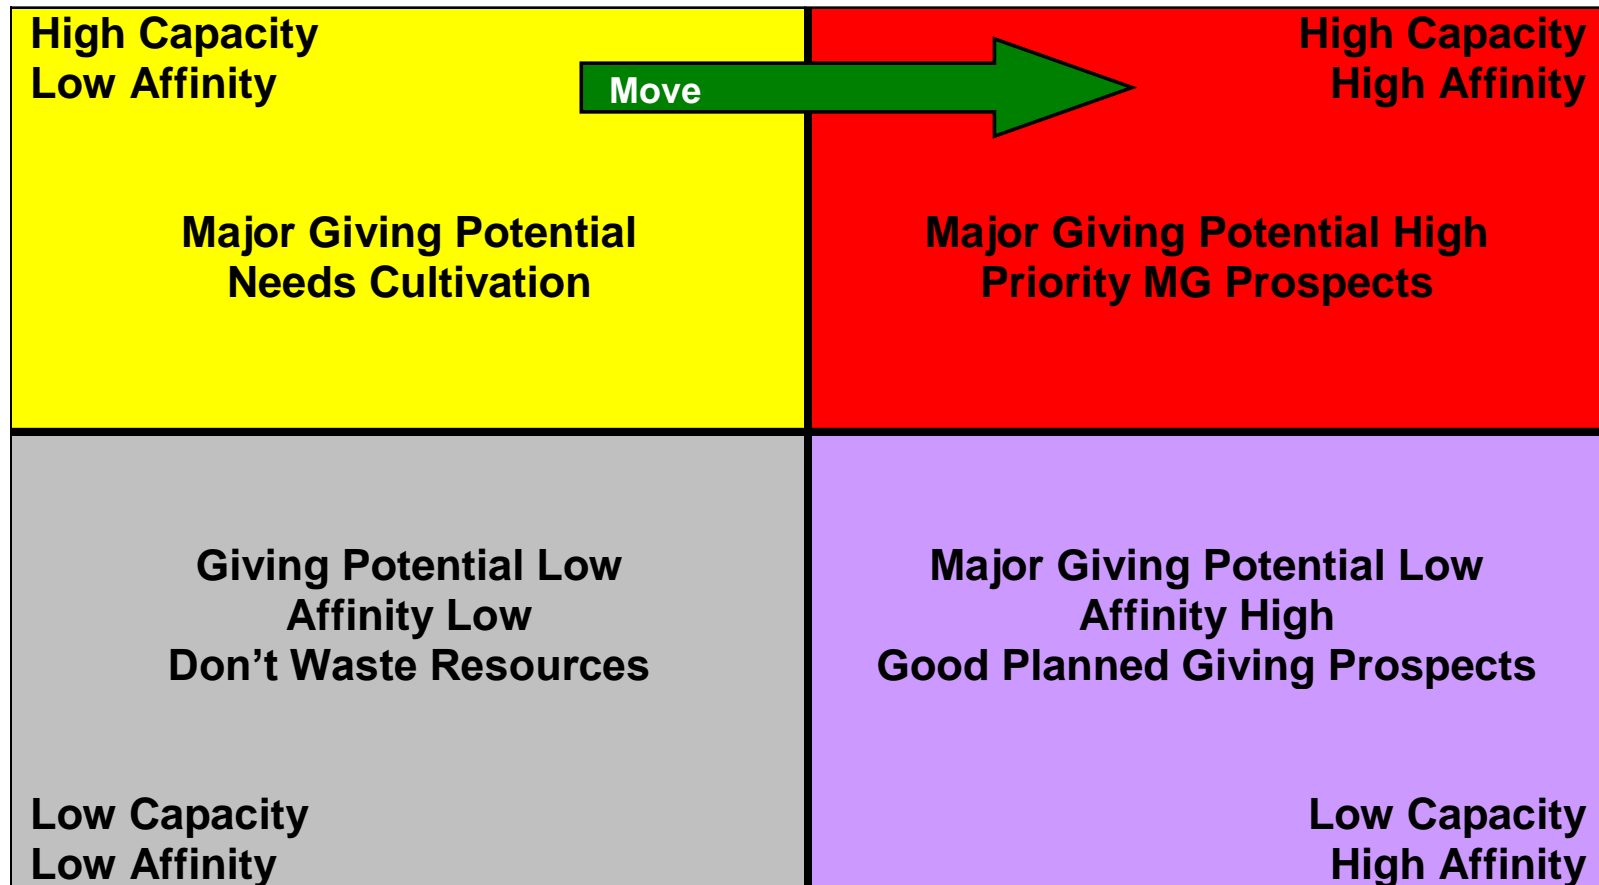 High Capacity
Low Affinity
Move
High Capacity
High Affinity
Major Giving Potential
Needs Cultivation
Major Giving Potential High
Priority MG Prospects
Giving Potential Low
Affinity Low
Don’t Waste Resources
Major Giving Potential Low
Affinity High
Good Planned Giving Prospects
Low Capacity
Low Affinity
Low Capacity
High Affinity